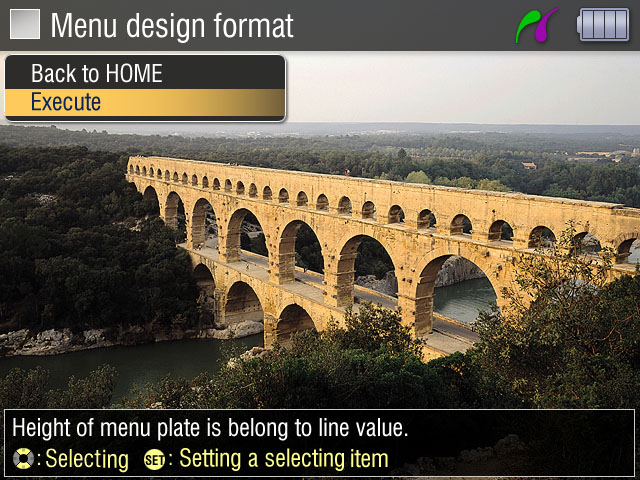 Menu design format
Back to HOME
Execute
Height of menu plate is belong to line value.
: Selecting SET : Setting a selecting item